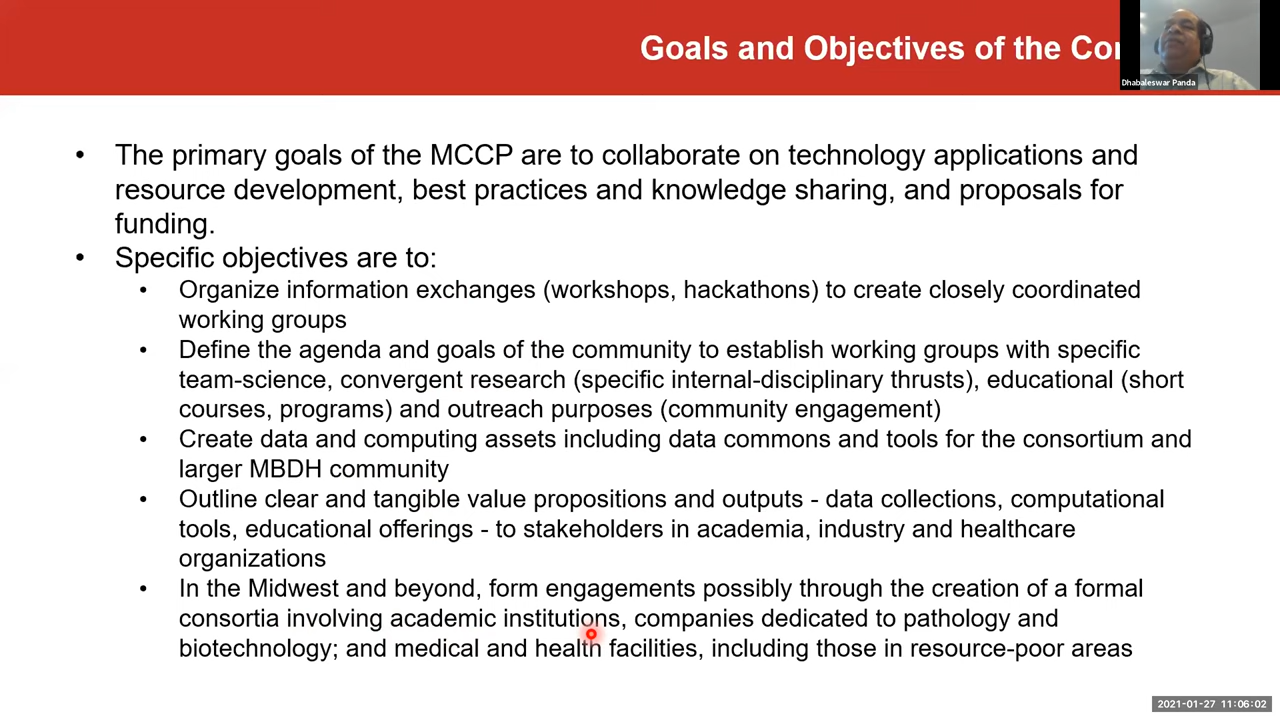 Goals and Objectives of the
Dhabaleswar Panda
• The primary goals of the MCCP are to collaborate on technology applications and
resource development, best practices and knowledge sharing, and proposals for
funding.
• Specific objectives are to:
• Organize information exchanges (workshops, hackathons) to create closely coordinated
working groups
• Define the agenda and goals of the community to establish working groups with specific
team-science, convergent research (specific internal-disciplinary thrusts), educational (short
courses, programs) and outreach purposes (community engagement)
• Create data and computing assets including data commons and tools for the consortium and
larger MBDH community
• Outline clear and tangible value propositions and outputs - data collections, computational
tools, educational offerings - to stakeholders in academia, industry and healthcare
organizations
• In the Midwest and beyond, form engagements possibly through the creation of a formal
consortia involving academic institutions, companies dedicated to pathology and
biotechnology; and medical and health facilities, including those in resource-poor areas
2021-01-27 11:06:02